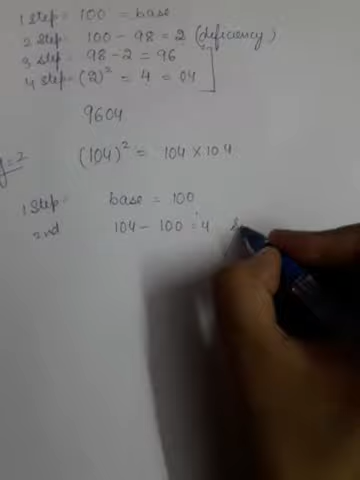 1 Step= 100 = base
2 Step= 100 - 98 = 2 (deficiency)
3 step= 98 - 2 = 96
4 step= (2)² = 4 = 04
9604
= 2 (104)² = 104 × 104
1 Step= base = 100
2nd 104 - 100 = 4